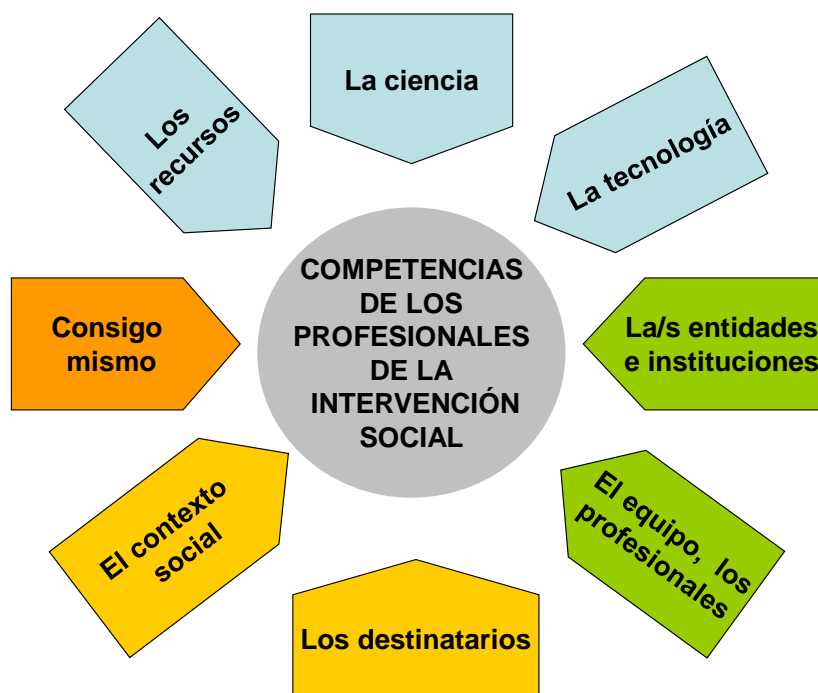 La ciencia
Los
recursos
La tecnología
COMPETENCIAS
DE LOS
PROFESIONALES
DE LA
INTERVENCIÓN
SOCIAL
Consigo
mismo
La/s entidades
e instituciones
El contexto
social
El equipo, los
profesionales
Los destinatarios